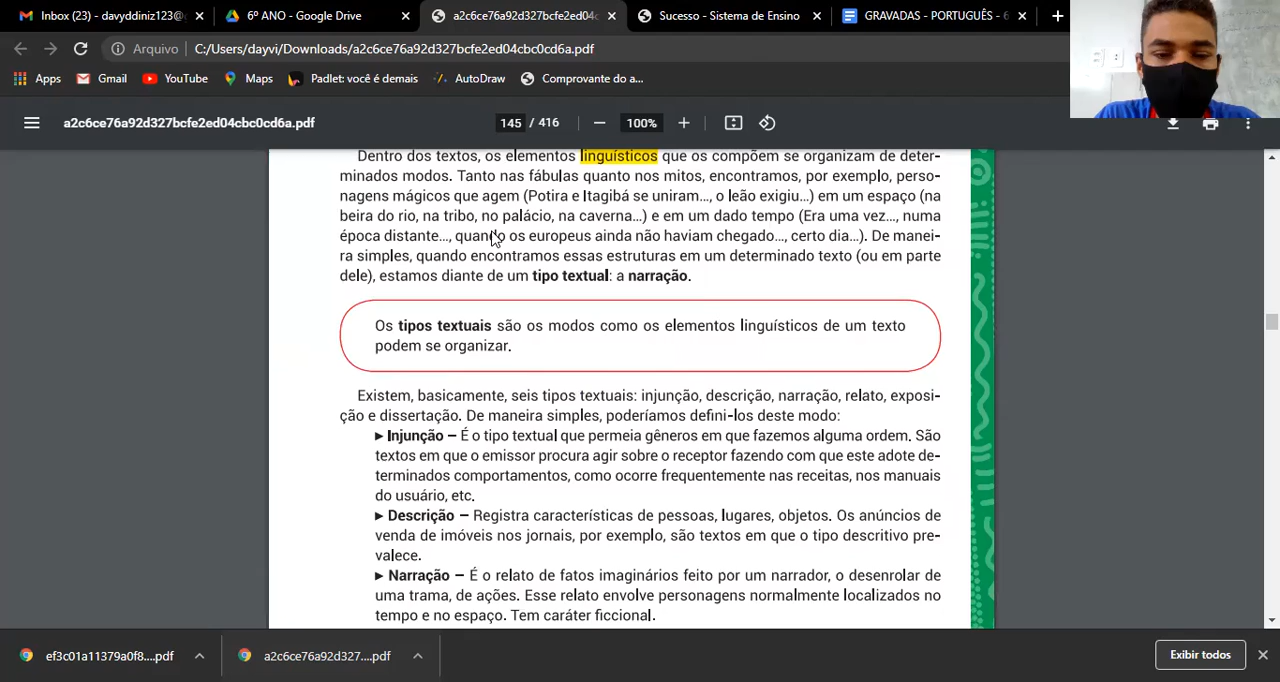 Inbox (23) - davyddiniz123@
6º ANO - Google Drive
a2c6ce76a92d327bcfe2ed04cbc
Sucesso - Sistema de Ensino
GRAVADAS - PORTUGUÊS - 6
Arquivo
C:/Users/dayvi/Downloads/a2c6ce76a92d327bcfe2ed04cbc0cd6a.pdf
Apps
Gmail
YouTube
Maps
Padlet: você é demais
AutoDraw
Comprovante do a...
a2c6ce76a92d327bcfe2ed04cbc0cd6a.pdf
145 / 416
100%
Dentro dos textos, os elementos linguísticos que os compõem se organizam de deter-
minados modos. Tanto nas fábulas quanto nos mitos, encontramos, por exemplo, perso-
nagens mágicos que agem (Potira e Itagibá se uniram..., o leão exigiu...) em um espaço (na
beira do rio, na tribo, no palácio, na caverna...) e em um dado tempo (Era uma vez..., numa
época distante..., quando os europeus ainda não haviam chegado..., certo dia...). De manei-
ra simples, quando encontramos essas estruturas em um determinado texto (ou em parte
dele), estamos diante de um tipo textual: a narração.
Os tipos textuais são os modos como os elementos linguísticos de um texto
podem se organizar.
Existem, basicamente, seis tipos textuais: injunção, descrição, narração, relato, exposi-
ção e dissertação. De maneira simples, poderíamos defini-los deste modo:
►Injunção – É o tipo textual que permeia gêneros em que fazemos alguma ordem. São
textos em que o emissor procura agir sobre o receptor fazendo com que este adote de-
terminados comportamentos, como ocorre frequentemente nas receitas, nos manuais
do usuário, etc.
►Descrição – Registra características de pessoas, lugares, objetos. Os anúncios de
venda de imóveis nos jornais, por exemplo, são textos em que o tipo descritivo pre-
valece.
►Narração – É o relato de fatos imaginários feito por um narrador, o desenrolar de
uma trama, de ações. Esse relato envolve personagens normalmente localizados no
tempo e no espaço. Tem caráter ficcional.
ef3c01a11379a0f8....pdf
a2c6ce76a92d327....pdf
Exibir todos